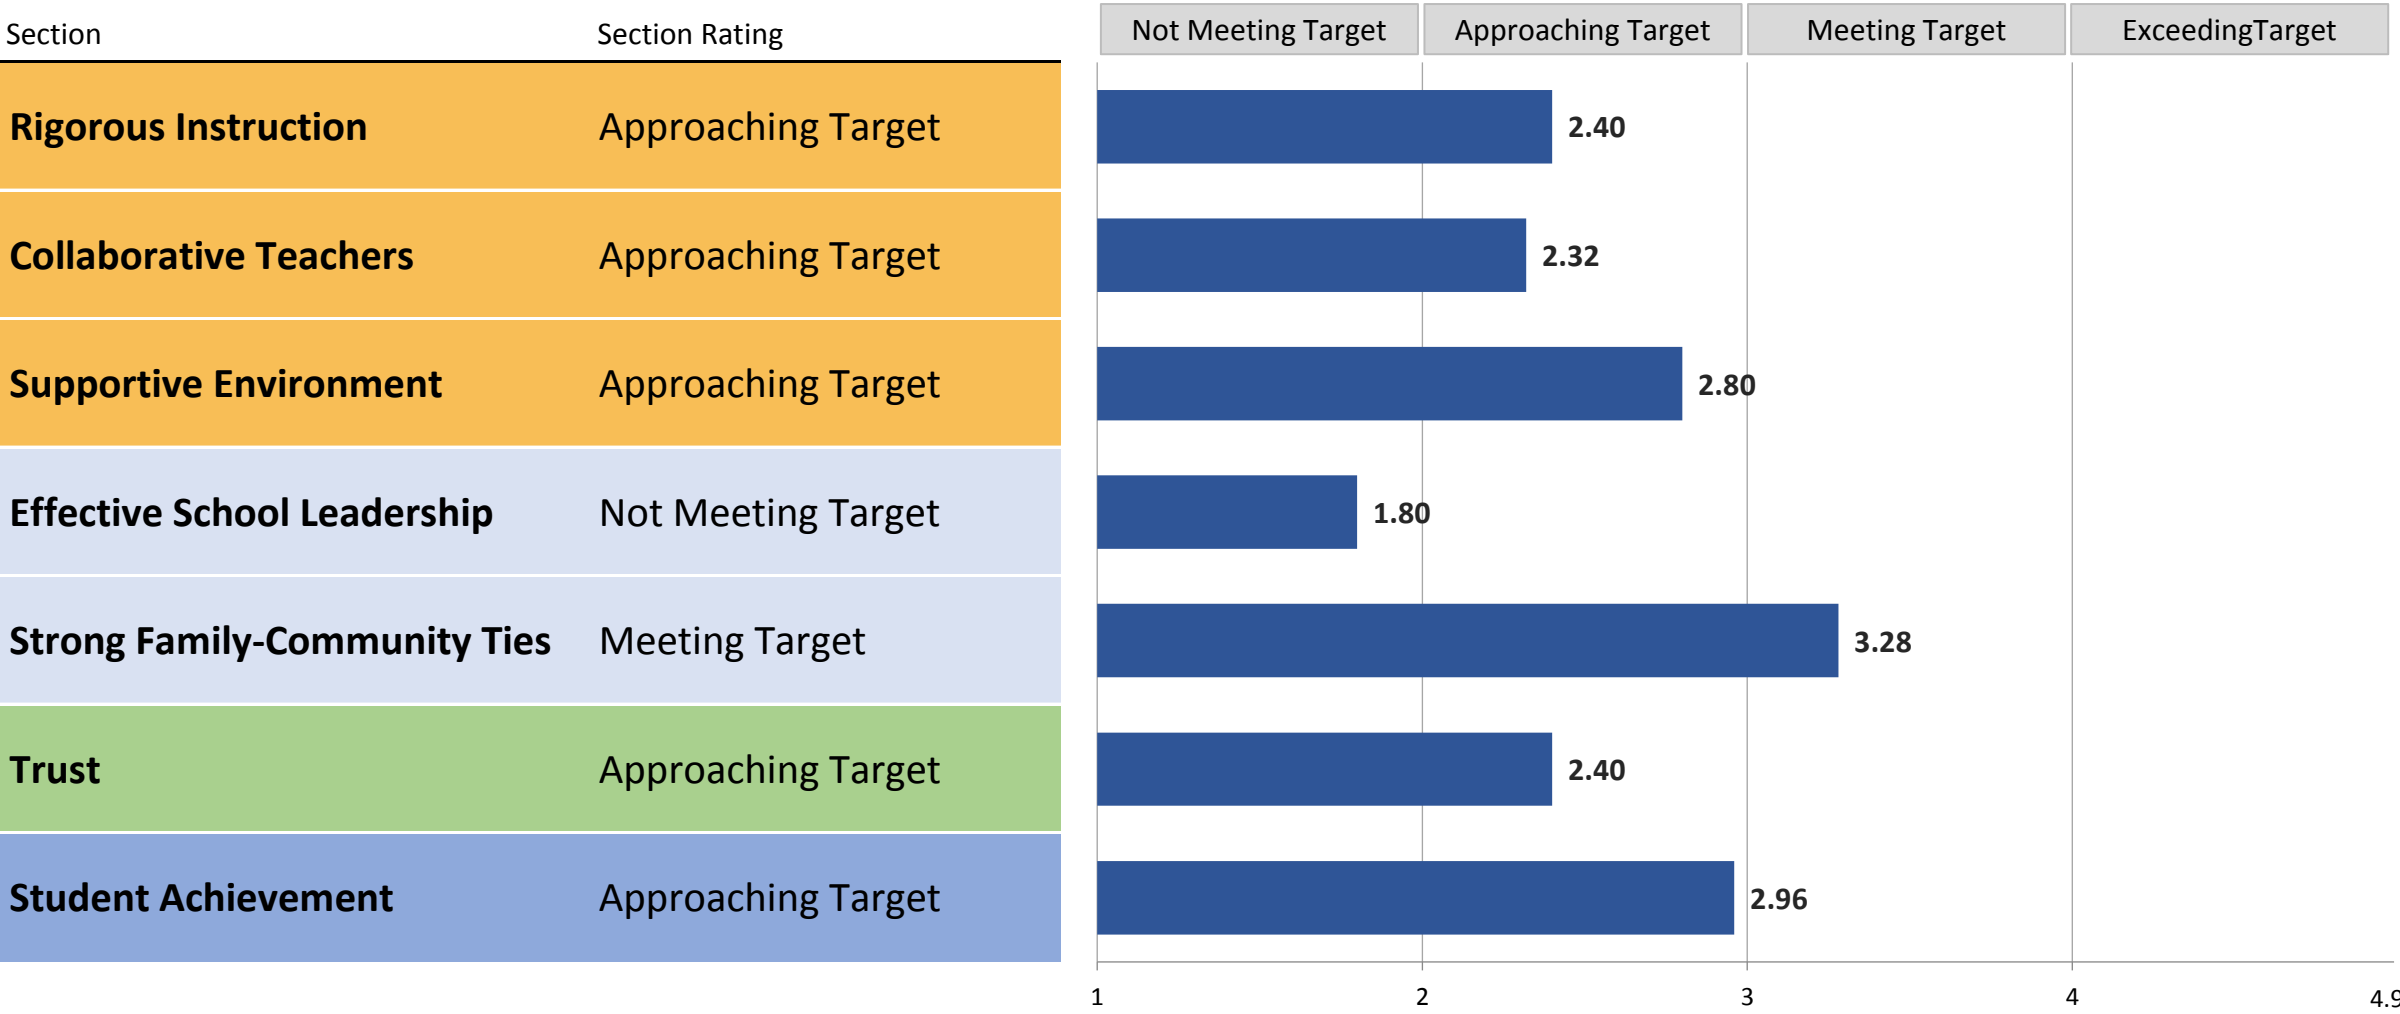 Section Section Rating Not Meeting Target Approaching Target Meeting Target ExceedingTarget
Rigorous Instruction Approaching Target 2.40
Collaborative Teachers Approaching Target 2.32
Supportive Environment Approaching Target 2.80
Effective School Leadership Not Meeting Target 1.80
Strong Family-Community Ties Meeting Target 3.28
Trust Approaching Target 2.40
Student Achievement Approaching Target 2.96
1 2 3 4 4.9